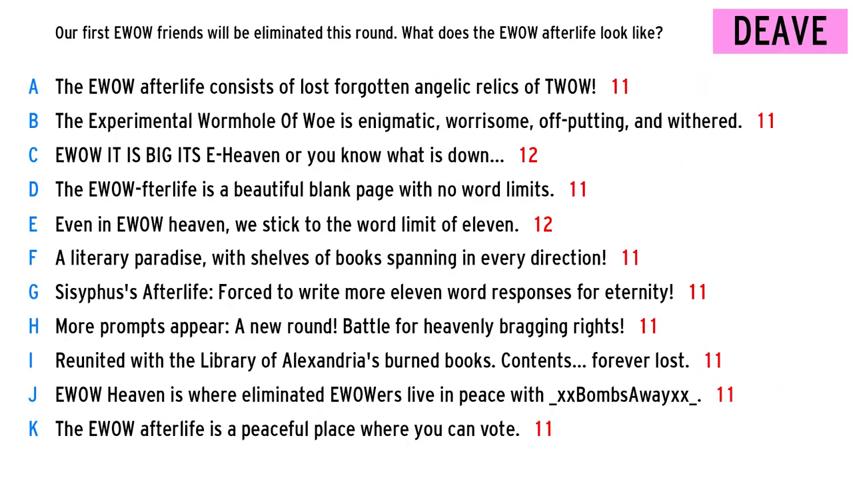 Our first EWOW friends will be eliminated this round. What does the EWOW afterlife look like?
DEAVE
A The EWOW afterlife consists of lost forgotten angelic relics of TWOW! 11
B The Experimental Wormhole Of Woe is enigmatic, worrisome, off-putting, and withered. 11
C EWOW IT IS BIG ITS E-Heaven or you know what is down... 12
D The EWOW-fterlife is a beautiful blank page with no word limits. 11
E Even in EWOW heaven, we stick to the word limit of eleven. 12
F A literary paradise, with shelves of books spanning in every direction! 11
G Sisyphus's Afterlife: Forced to write more eleven word responses for eternity! 11
H More prompts appear: A new round! Battle for heavenly bragging rights! 11
I Reunited with the Library of Alexandria's burned books. Contents... forever lost. 11
J EWOW Heaven is where eliminated EWOWers live in peace with _xxBombsAwayxx_. 11
K The EWOW afterlife is a peaceful place where you can vote. 11